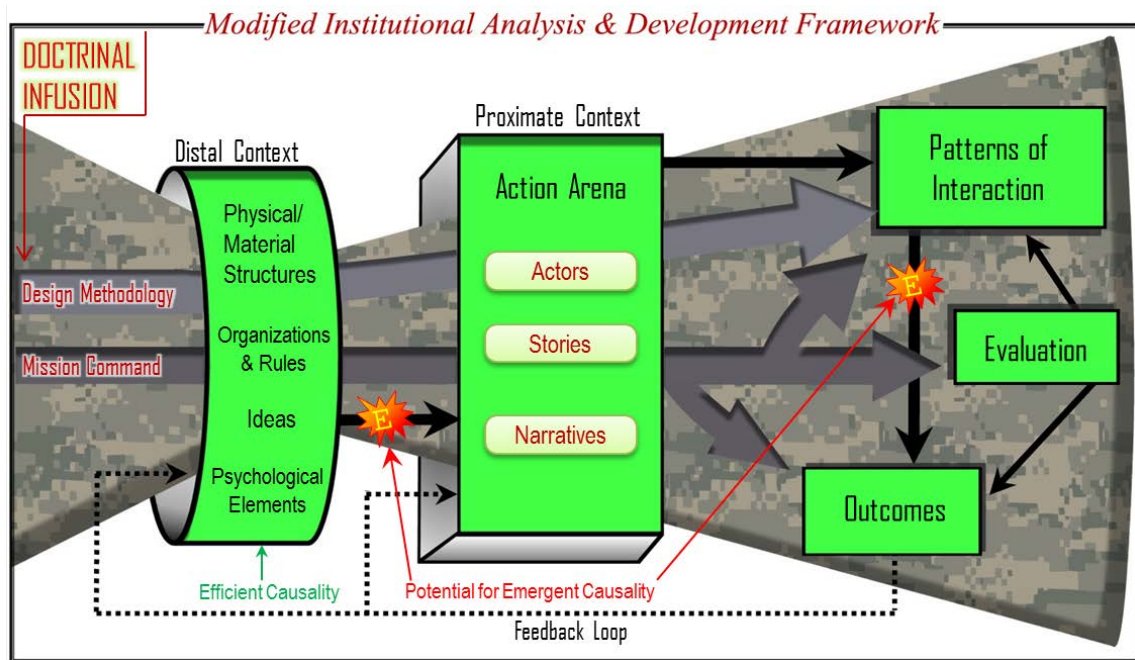 Modified Institutional Analysis & Development Framework
DOCTRINAL
INFUSION
Distal Context
Physical/
Material
Structures
Organizations
& Rules
Ideas
Psychological
Elements
Design Methodology
Mission Command
Efficient Causality
E
Proximate Context
Action Arena
Actors
Stories
Narratives
Potential for Emergent Causality
Patterns of
Interaction
E
Evaluation
Outcomes
Feedback Loop